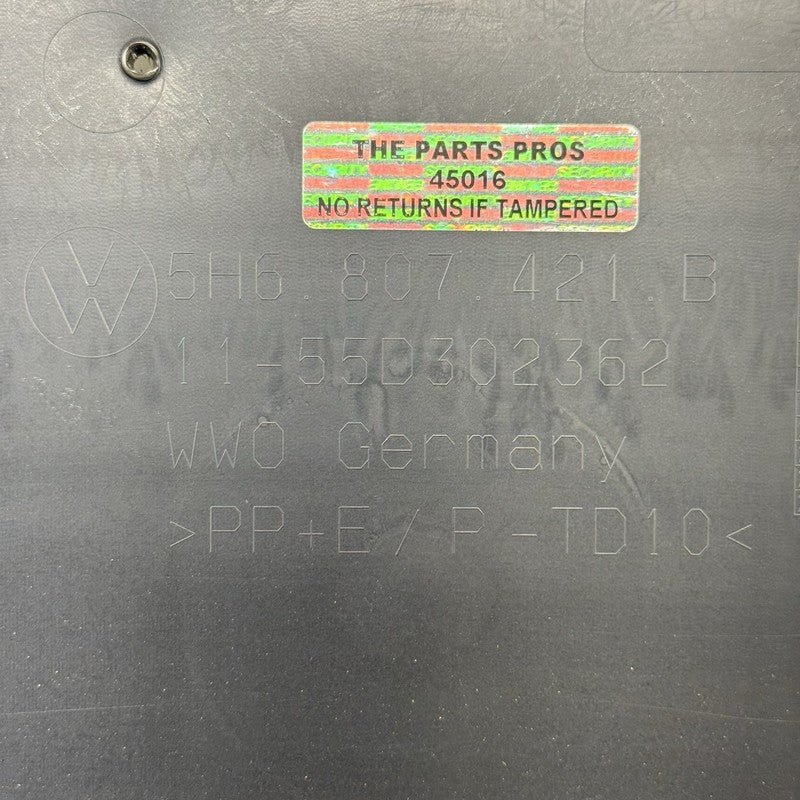 THE PARTS PROS
45016
NO RETURNS IF TAMPERED
5H6.807.421.B
11-55D302362
WWO Germany
>PP+E/P-TD10<